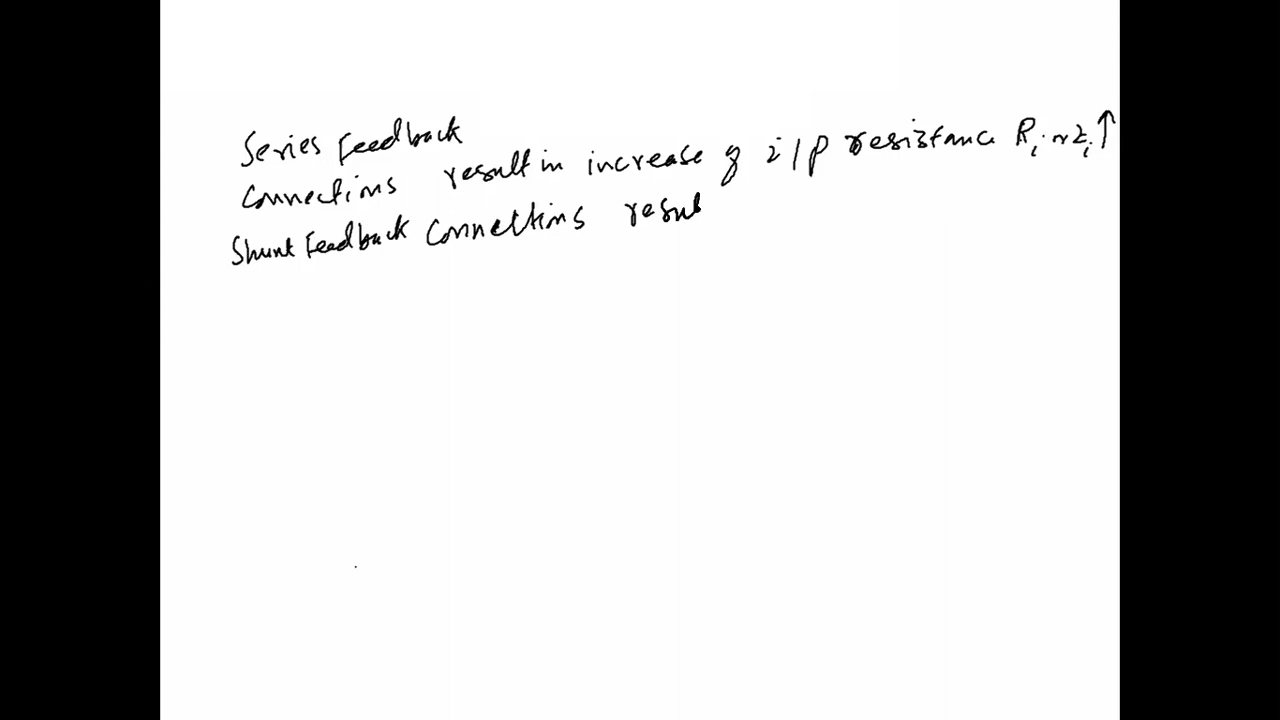 Series Feedback
Connections result in increase of i/p resistance Ri or Zi ↑
Shunt Feedback Connections resul